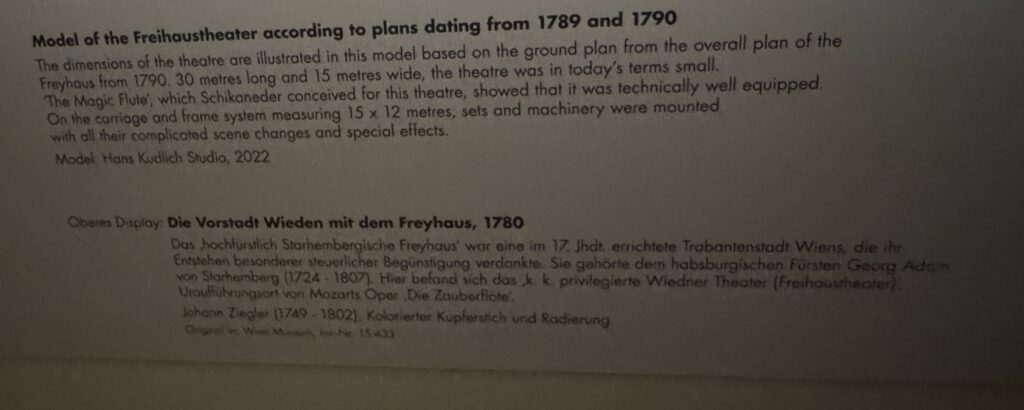 Model of the Freihaustheater according to plans dating from 1789 and 1790
The dimensions of the theatre are illustrated in this model based on the ground plan from the overall plan of the
Freyhaus from 1790. 30 metres long and 15 metres wide, the theatre was in today's terms small.
'The Magic Flute', which Schikaneder conceived for this theatre, showed that it was technically well equipped.
On the carriage and frame system measuring 15 x 12 metres, sets and machinery were mounted
with all their complicated scene changes and special effects.
Model: Hans Kudlich Studio, 2022
Oberes Display: Die Vorstadt Wieden mit dem Freyhaus, 1780
Das ‚hochfürstlich Starhembergische Freyhaus' war eine im 17. Jhdt. errichtete Trabantenstadt Wiens, die ihr
Entstehen besonderer steuerlicher Begünstigung verdankte. Sie gehörte dem habsburgischen Fürsten Georg Adam
von Starhemberg (1724 - 1807). Hier befand sich das ‚k. k. privilegierte Wiedner Theater (Freihaustheater)',
Uraufführungsort von Mozarts Oper ‚Die Zauberflöte'.
Johann Ziegler (1749 - 1802), Kolorierter Kupferstich und Radierung
Original in: Wien Museum, Inv.-Nr. 15.433